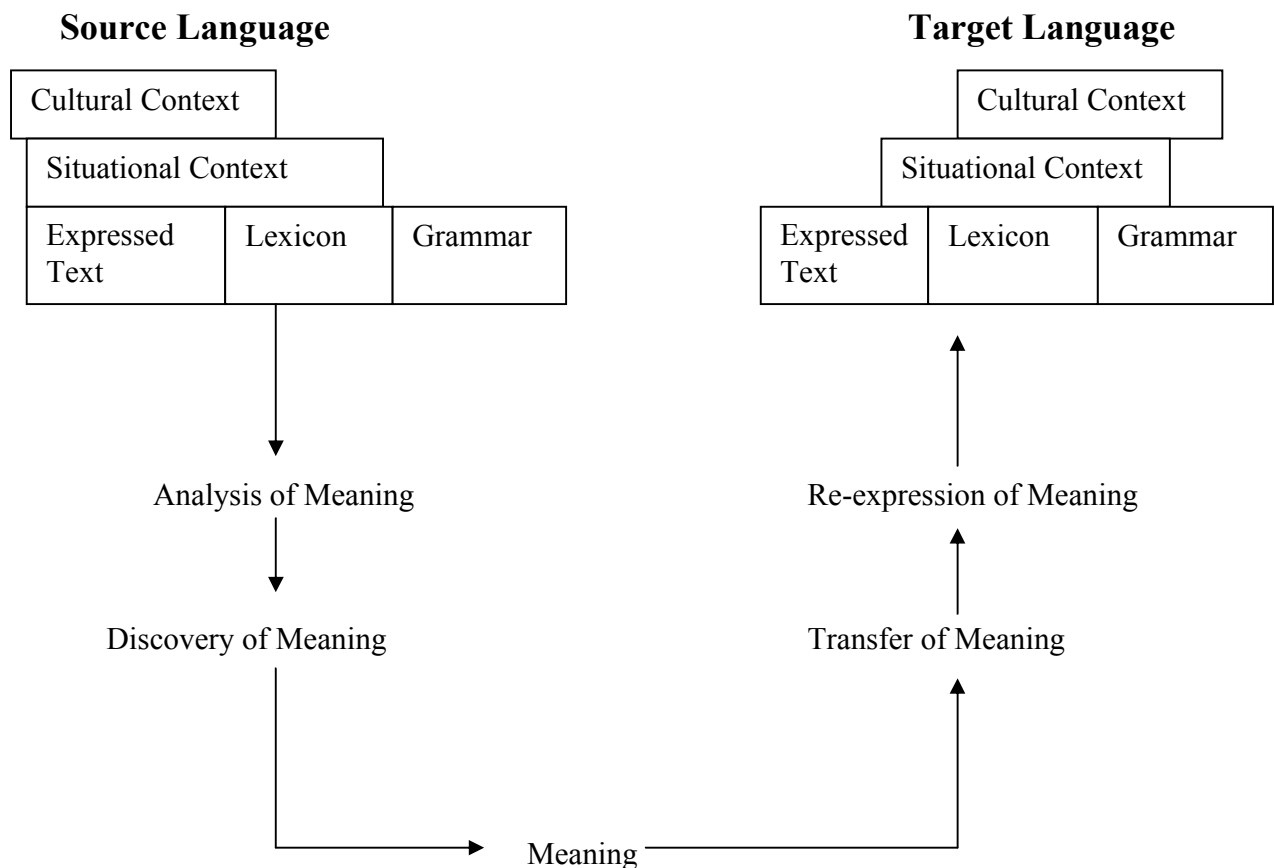 Source Language
Target Language
Cultural Context
Cultural Context
Situational Context
Situational Context
Expressed
Text
Lexicon
Grammar
Expressed
Text
Lexicon
Grammar
Analysis of Meaning
Re-expression of Meaning
Discovery of Meaning
Transfer of Meaning
Meaning